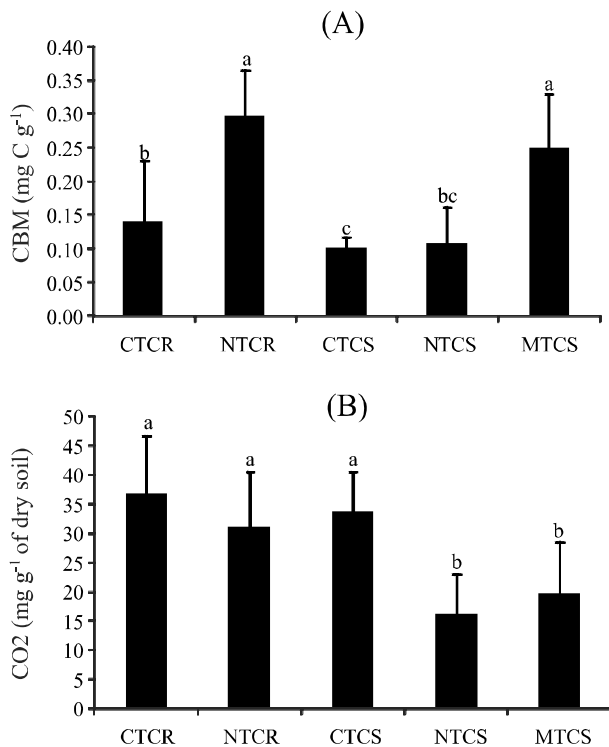 (A)
CBM (mg C g-1)
0.40
0.35
0.30
0.25
0.20
0.15
0.10
0.05
0.00
b
a
c
bc
a
CTCR NTCR CTCS NTCS MTCS
(B)
CO2 (mg g-1 of dry soil)
50
45
40
35
30
25
20
15
10
5
0
a
a
a
b
b
CTCR NTCR CTCS NTCS MTCS